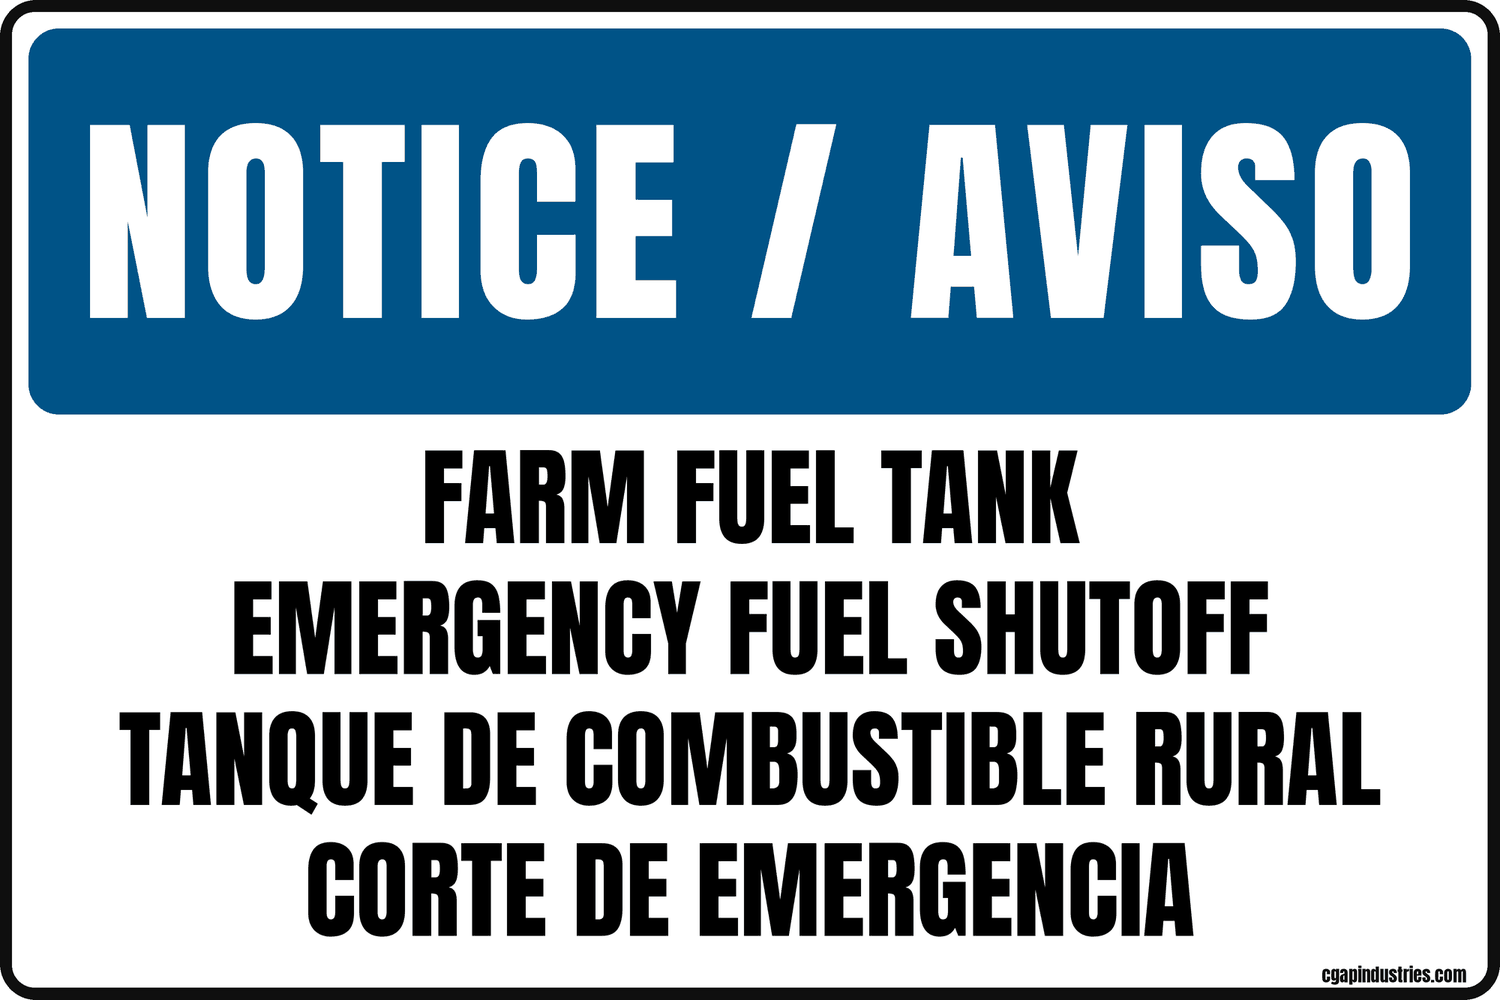 NOTICE / AVISO
FARM FUEL TANK
EMERGENCY FUEL SHUTOFF
TANQUE DE COMBUSTIBLE RURAL
CORTE DE EMERGENCIA
cgapindustries.com